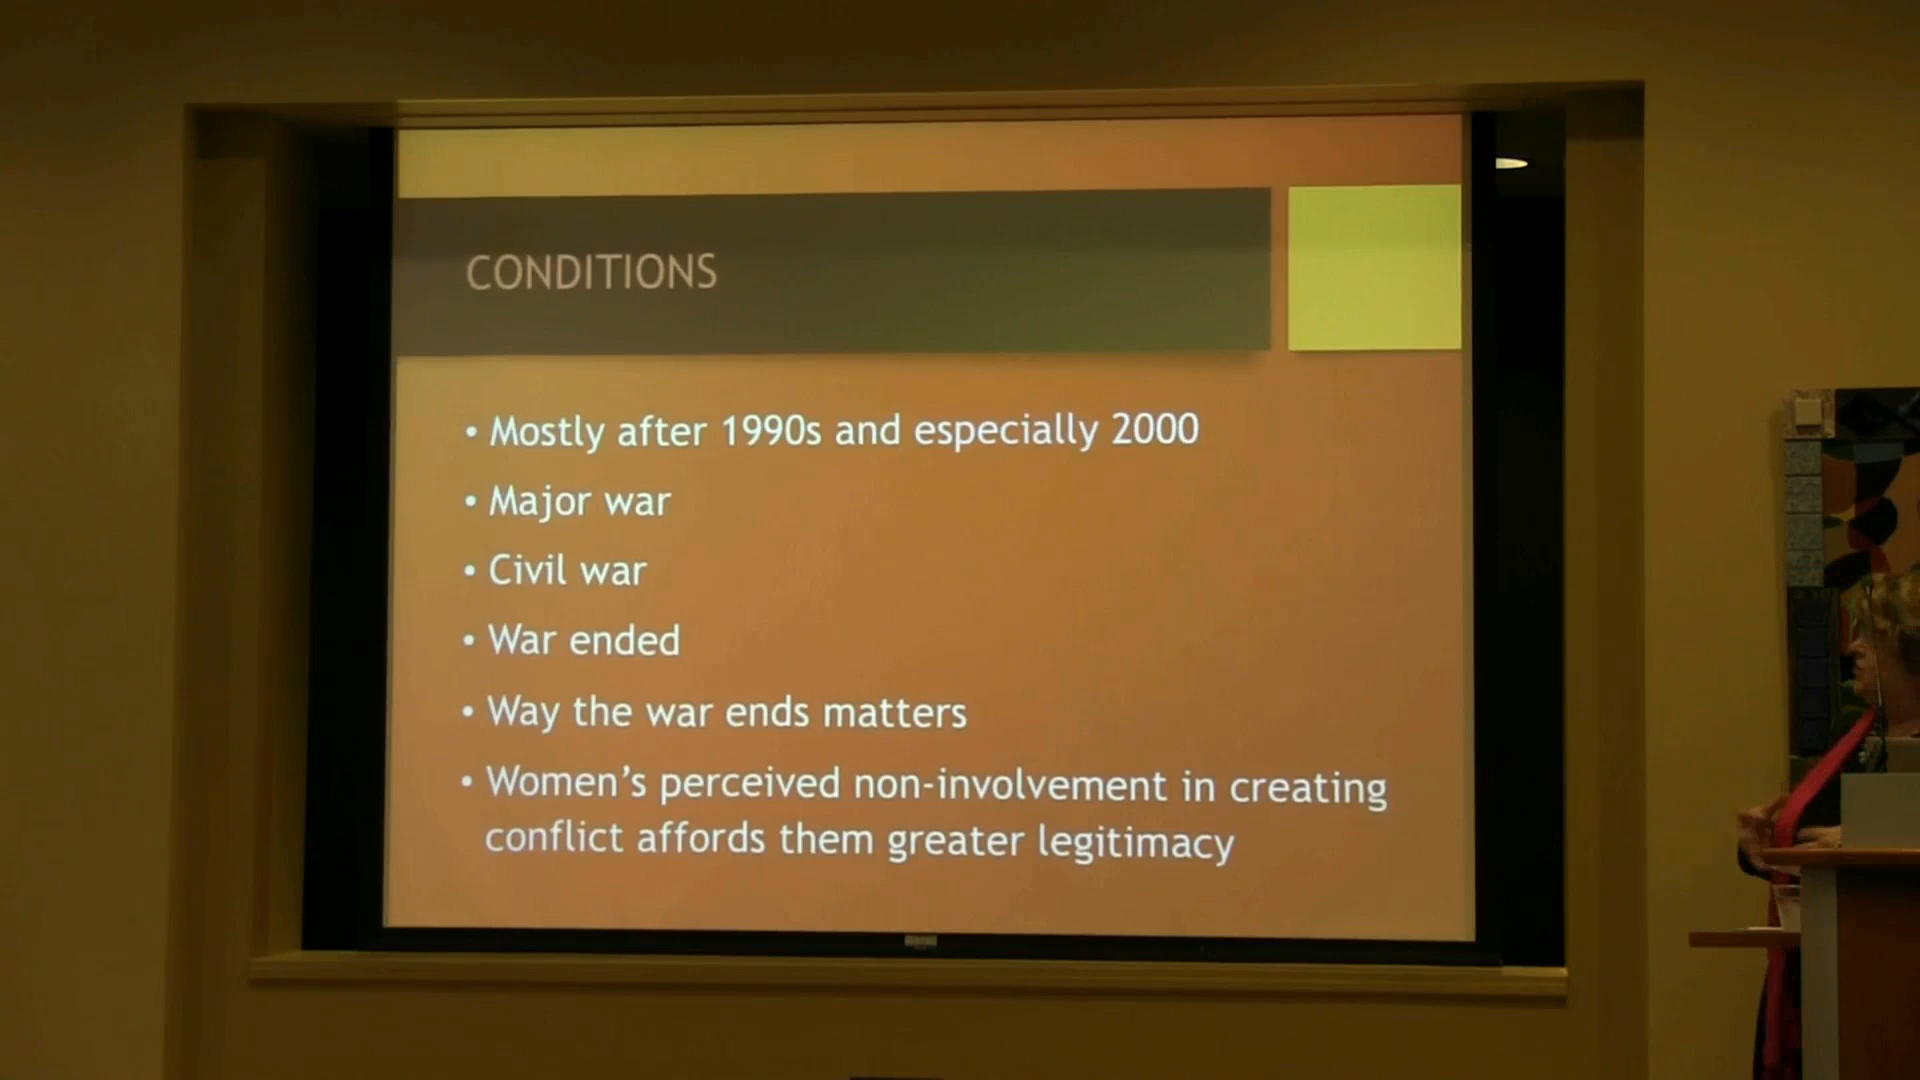 CONDITIONS
• Mostly after 1990s and especially 2000
• Major war
• Civil war
• War ended
• Way the war ends matters
• Women’s perceived non-involvement in creating
conflict affords them greater legitimacy